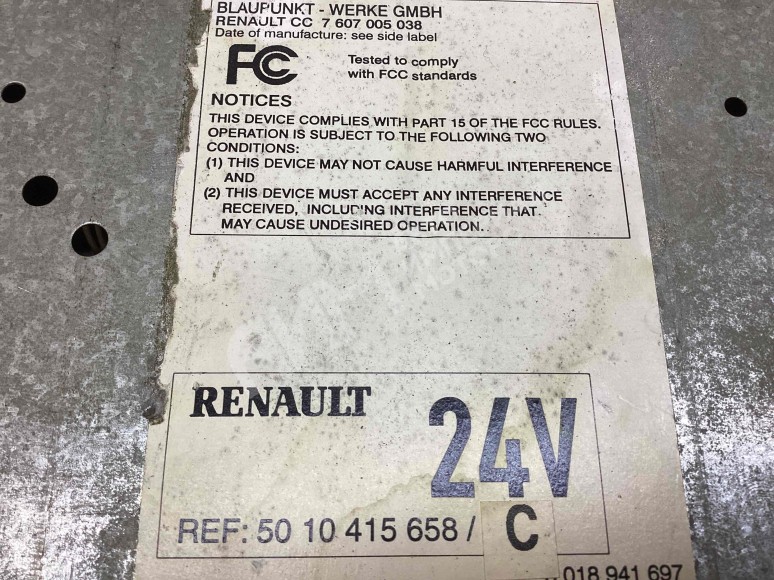 BLAUPUNKT - WERKE GMBH
RENAULT CC 7 607 005 038
Date of manufacture: see side label
FC
Tested to comply
with FCC standards
NOTICES
THIS DEVICE COMPLIES WITH PART 15 OF THE FCC RULES.
OPERATION IS SUBJECT TO THE FOLLOWING TWO
CONDITIONS:
(1) THIS DEVICE MAY NOT CAUSE HARMFUL INTERFERENCE
AND
(2) THIS DEVICE MUST ACCEPT ANY INTERFERENCE
RECEIVED, INCLUDING INTERFERENCE THAT
MAY CAUSE UNDESIRED OPERATION.
RENAULT
24V
REF: 50 10 415 658 / C
018 941 697